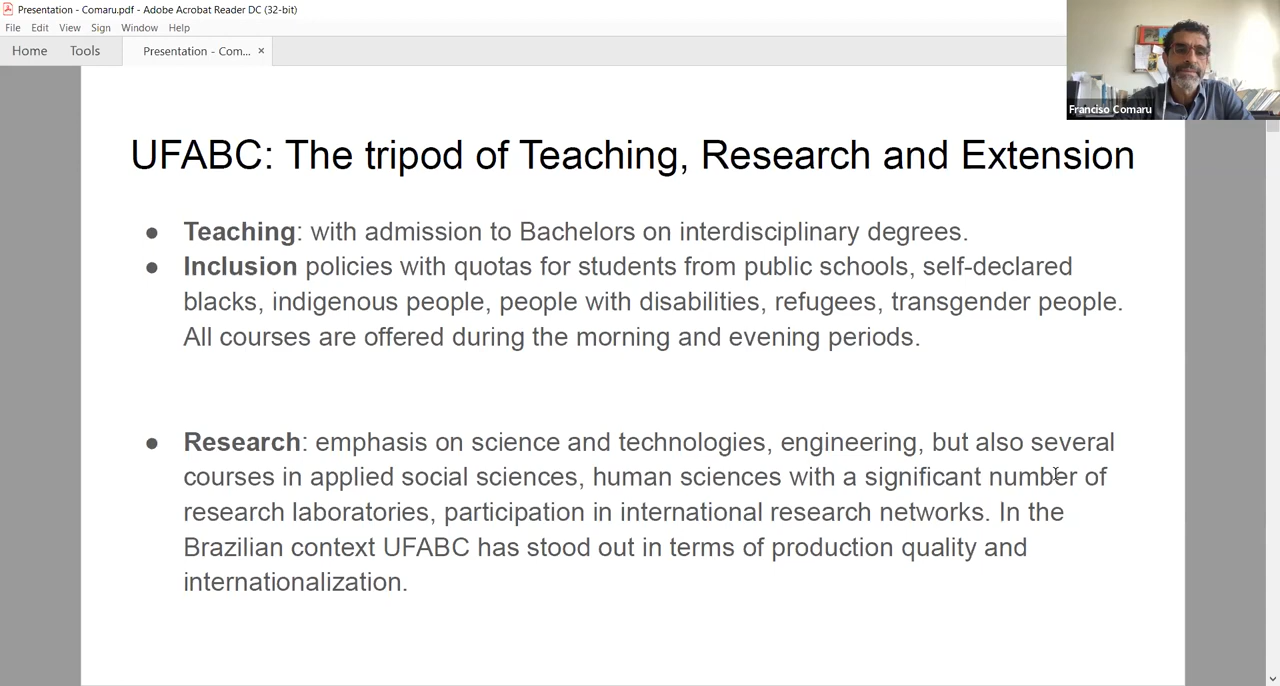 Presentation - Comaru.pdf - Adobe Acrobat Reader DC (32-bit)
File Edit View Sign Window Help
Home Tools Presentation - Com... ×
Franciso Comaru
UFABC: The tripod of Teaching, Research and Extension
● Teaching: with admission to Bachelors on interdisciplinary degrees.
● Inclusion policies with quotas for students from public schools, self-declared
blacks, indigenous people, people with disabilities, refugees, transgender people.
All courses are offered during the morning and evening periods.
● Research: emphasis on science and technologies, engineering, but also several
courses in applied social sciences, human sciences with a significant number of
research laboratories, participation in international research networks. In the
Brazilian context UFABC has stood out in terms of production quality and
internationalization.